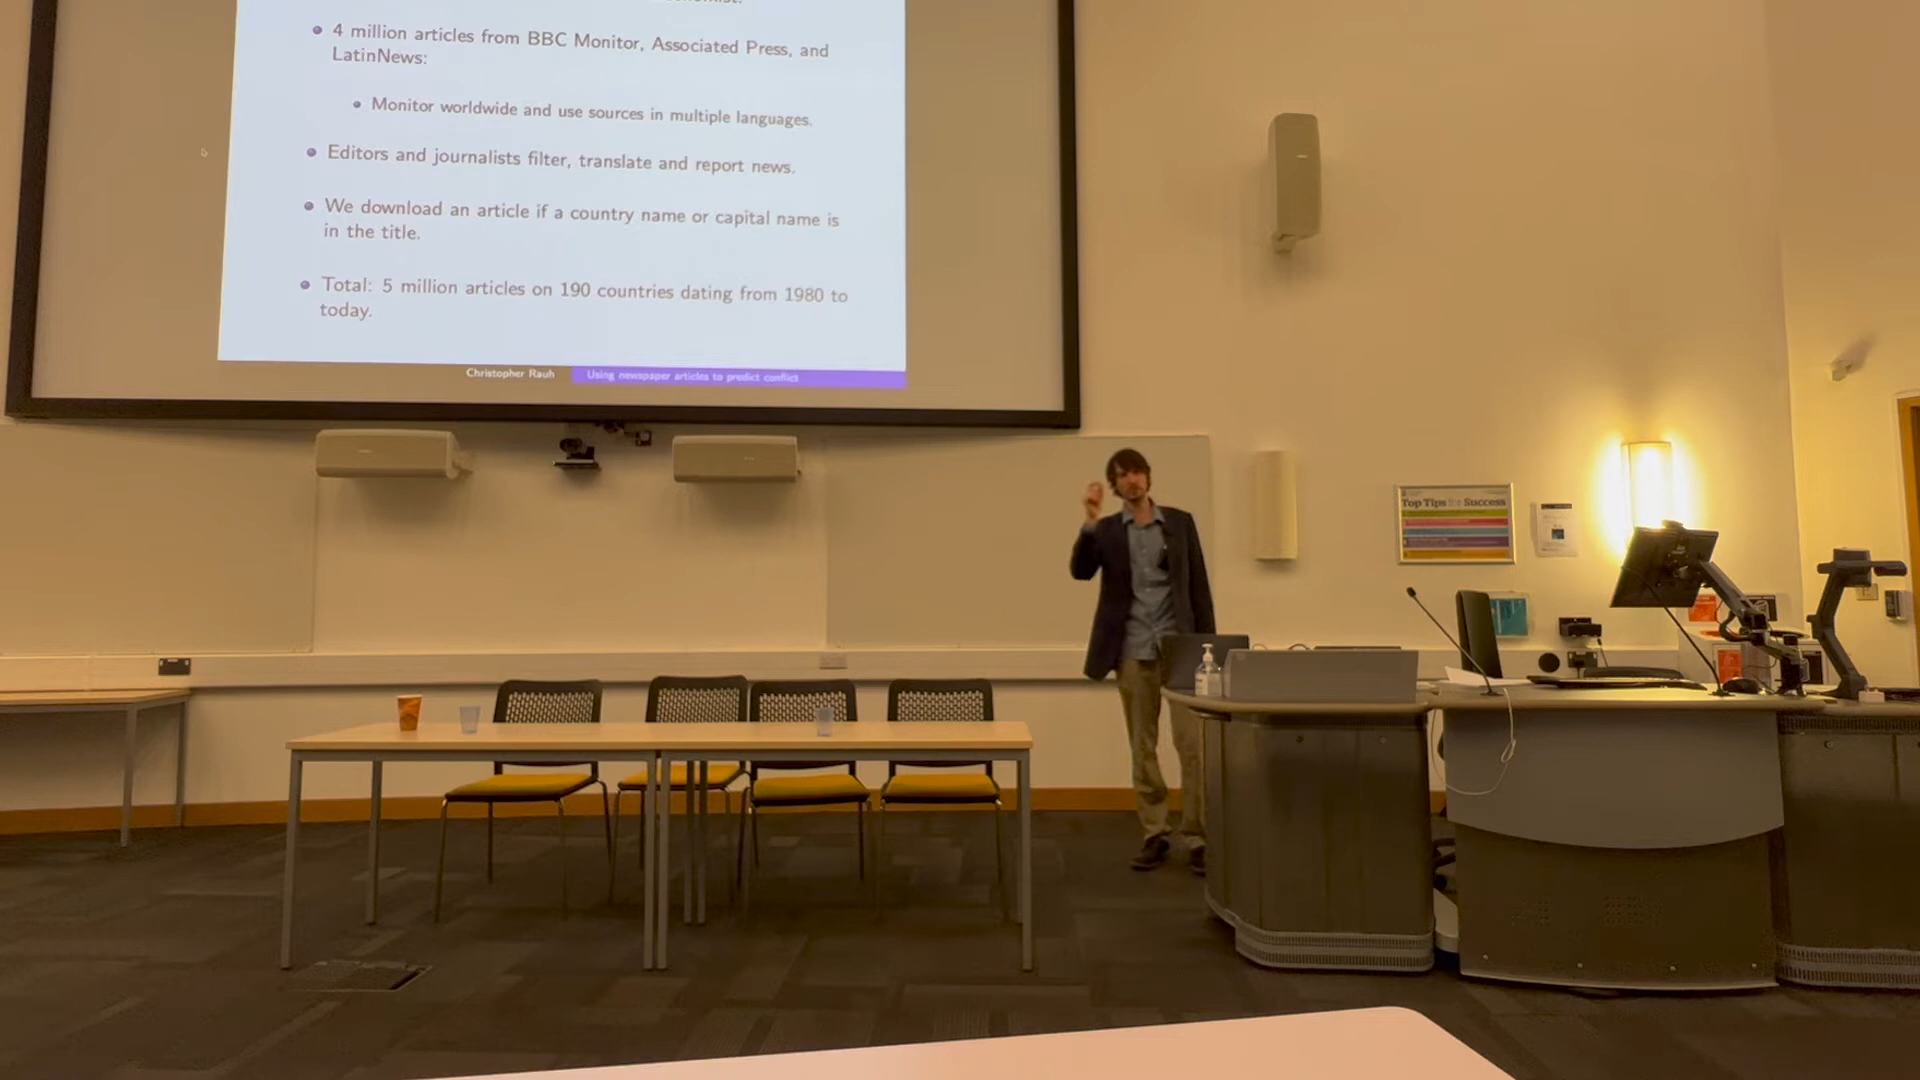 4 million articles from BBC Monitor, Associated Press, and
LatinNews:
Monitor worldwide and use sources in multiple languages.
Editors and journalists filter, translate and report news.
We download an article if a country name or capital name is
in the title.
Total: 5 million articles on 190 countries dating from 1980 to
today.
Christopher Rauh
Using newspaper articles to predict conflict
Top Tips for Success